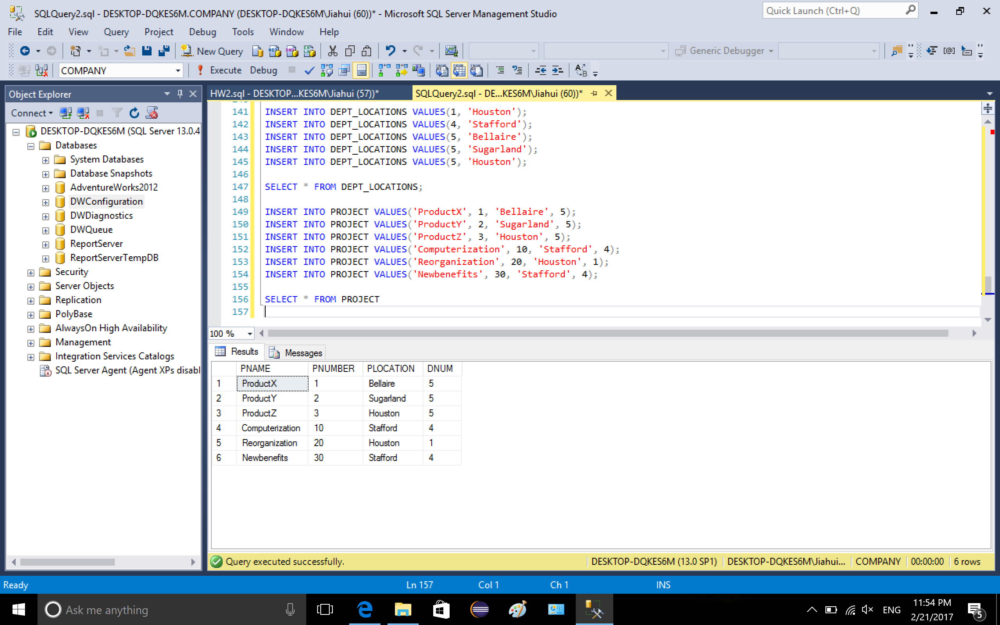 SQLQuery2.sql - DESKTOP-DQKES6M.COMPANY (DESKTOP-DQKES6M\Jiahui (60))* - Microsoft SQL Server Management Studio
Quick Launch (Ctrl+Q)
File Edit View Query Project Debug Tools Window Help
New Query
Generic Debugger
COMPANY
Execute Debug
Object Explorer
Connect
DESKTOP-DQKES6M (SQL Server 13.0.4
Databases
System Databases
Database Snapshots
AdventureWorks2012
DWConfiguration
DWDiagnostics
DWQueue
ReportServer
ReportServerTempDB
Security
Server Objects
Replication
PolyBase
AlwaysOn High Availability
Management
Integration Services Catalogs
SQL Server Agent (Agent XPs disabl
HW2.sql - DESKTOP...KES6M\Jiahui (57))*
SQLQuery2.sql - DE...KES6M\Jiahui (60))*
141 INSERT INTO DEPT_LOCATIONS VALUES(1, 'Houston');
142 INSERT INTO DEPT_LOCATIONS VALUES(4, 'Stafford');
143 INSERT INTO DEPT_LOCATIONS VALUES(5, 'Bellaire');
144 INSERT INTO DEPT_LOCATIONS VALUES(5, 'Sugarland');
145 INSERT INTO DEPT_LOCATIONS VALUES(5, 'Houston');
146
147 SELECT * FROM DEPT_LOCATIONS;
148
149 INSERT INTO PROJECT VALUES('ProductX', 1, 'Bellaire', 5);
150 INSERT INTO PROJECT VALUES('ProductY', 2, 'Sugarland', 5);
151 INSERT INTO PROJECT VALUES('ProductZ', 3, 'Houston', 5);
152 INSERT INTO PROJECT VALUES('Computerization', 10, 'Stafford', 4);
153 INSERT INTO PROJECT VALUES('Reorganization', 20, 'Houston', 1);
154 INSERT INTO PROJECT VALUES('Newbenefits', 30, 'Stafford', 4);
155
156 SELECT * FROM PROJECT
157
100 %
Results Messages
PNAME PNUMBER PLOCATION DNUM
1 ProductX 1 Bellaire 5
2 ProductY 2 Sugarland 5
3 ProductZ 3 Houston 5
4 Computerization 10 Stafford 4
5 Reorganization 20 Houston 1
6 Newbenefits 30 Stafford 4
Query executed successfully.
DESKTOP-DQKES6M (13.0 SP1) DESKTOP-DQKES6M\Jiahui... COMPANY 00:00:00 6 rows
Ready Ln 157 Col 1 Ch 1 INS
Ask me anything
ENG
11:54 PM
2/21/2017
5